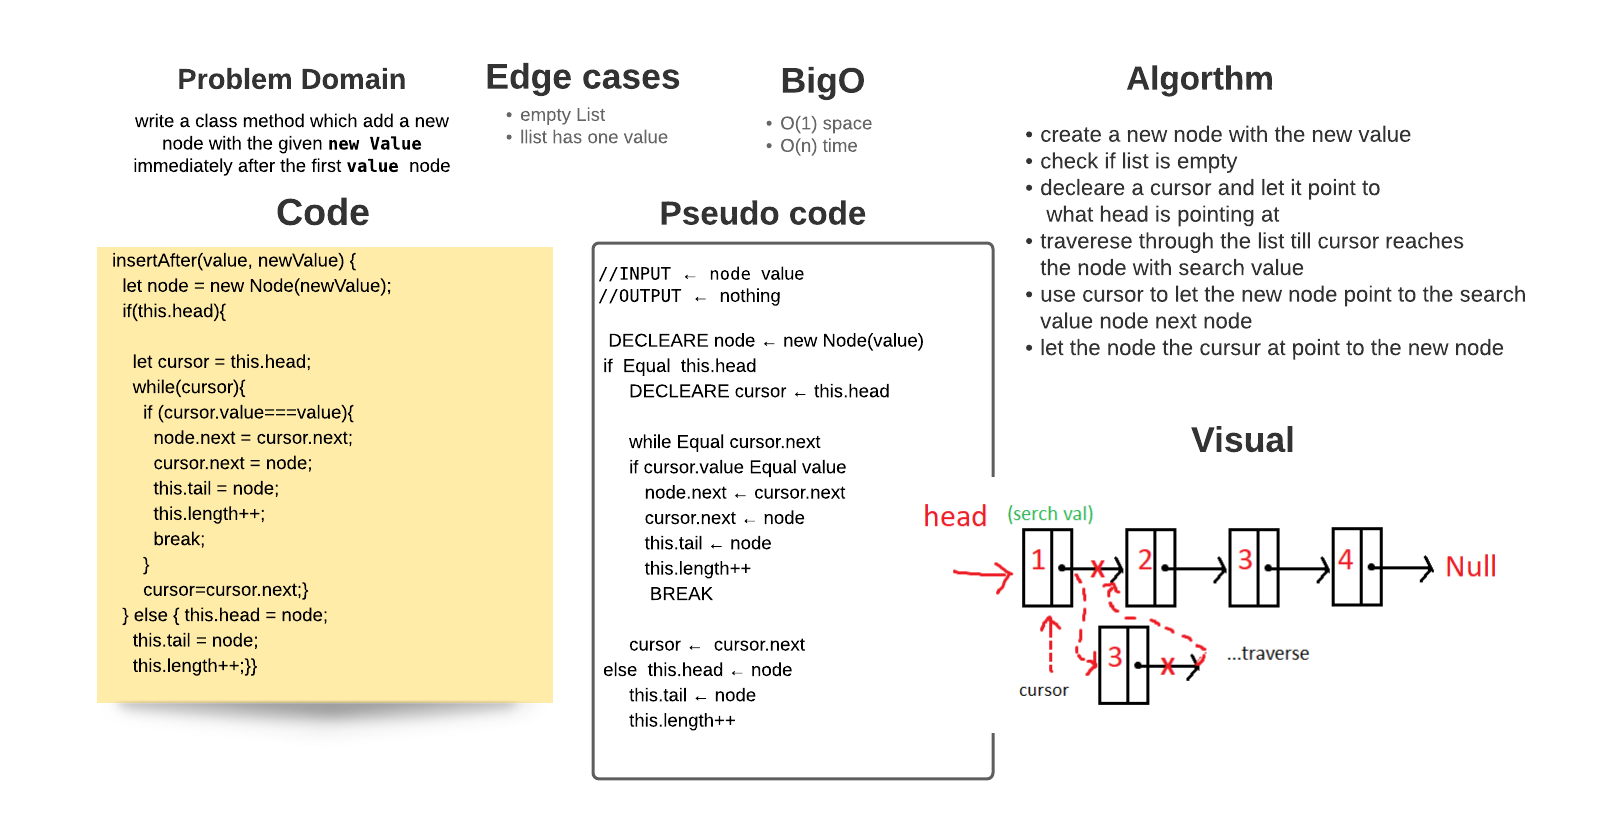 Problem Domain
write a class method which add a new
node with the given new Value
immediately after the first value node
Edge cases
• empty List
• llist has one value
BigO
• O(1) space
• O(n) time
Algorthm
• create a new node with the new value
• check if list is empty
• decleare a cursor and let it point to
what head is pointing at
• traverese through the list till cursor reaches
the node with search value
• use cursor to let the new node point to the search
value node next node
• let the node the cursur at point to the new node
Code
insertAfter(value, newValue) {
let node = new Node(newValue);
if(this.head){
let cursor = this.head;
while(cursor){
if (cursor.value===value){
node.next = cursor.next;
cursor.next = node;
this.tail = node;
this.length++;
break;
}
cursor=cursor.next;}
} else { this.head = node;
this.tail = node;
this.length++;}}
Pseudo code
//INPUT ← node value
//OUTPUT ← nothing
DECLEARE node ← new Node(value)
if Equal this.head
DECLEARE cursor ← this.head
while Equal cursor.next
if cursor.value Equal value
node.next ← cursor.next
cursor.next ← node
this.tail ← node
this.length++
BREAK
cursor ← cursor.next
else this.head ← node
this.tail ← node
this.length++
Visual
head
(serch val)
1
x
2
3
4
Null
3
x
...traverse
cursor